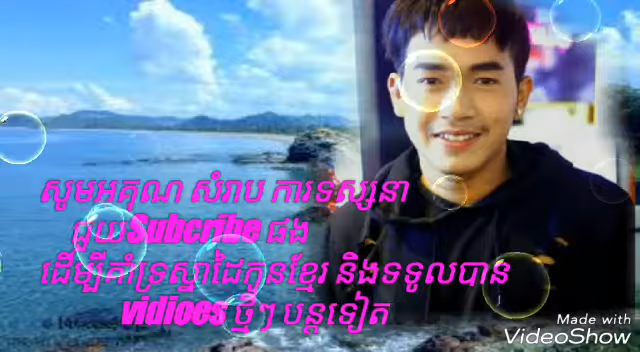 សូមអរគុណ សំរាប ការទស្សនា
ជួយSubcribe ផង
ដើម្បីគាំទ្រស្នាដៃកូនខ្មែរ និងទទូលបាន
vidioes ថ្មីៗ បន្តទៀត
Made with
VideoShow